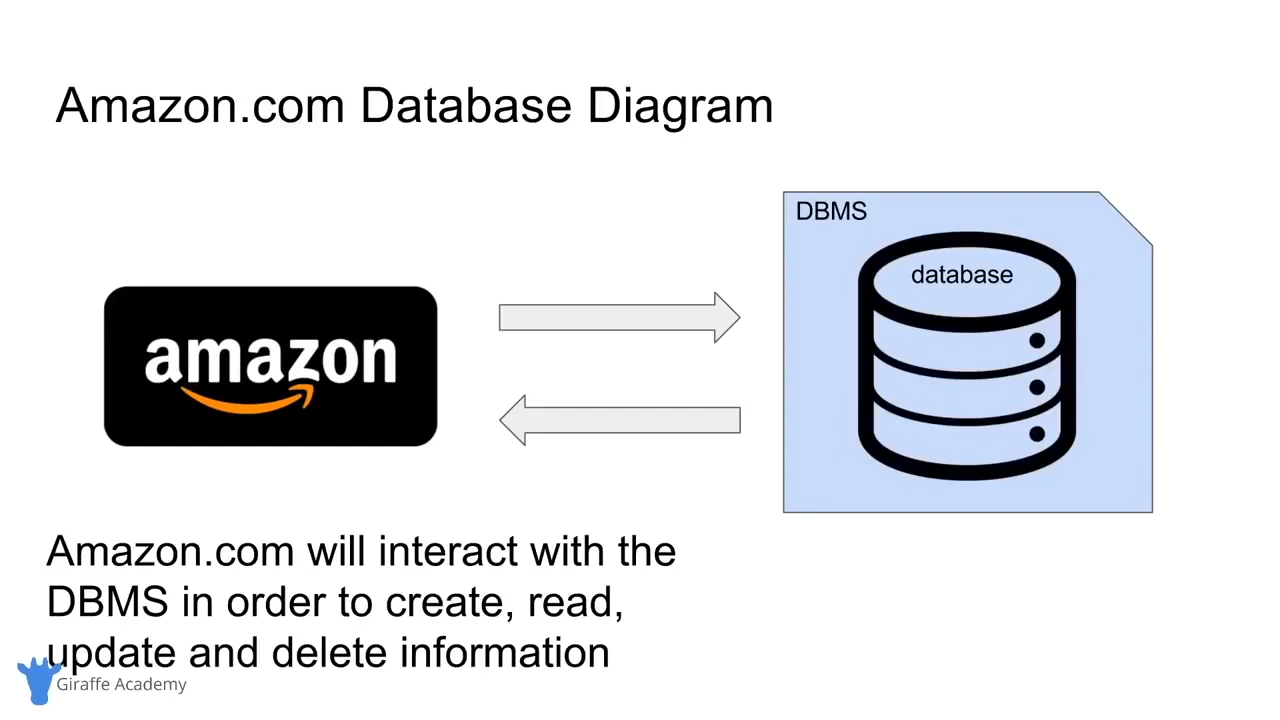 Amazon.com Database Diagram
DBMS
database
amazon
Amazon.com will interact with the
DBMS in order to create, read,
update and delete information
Giraffe Academy